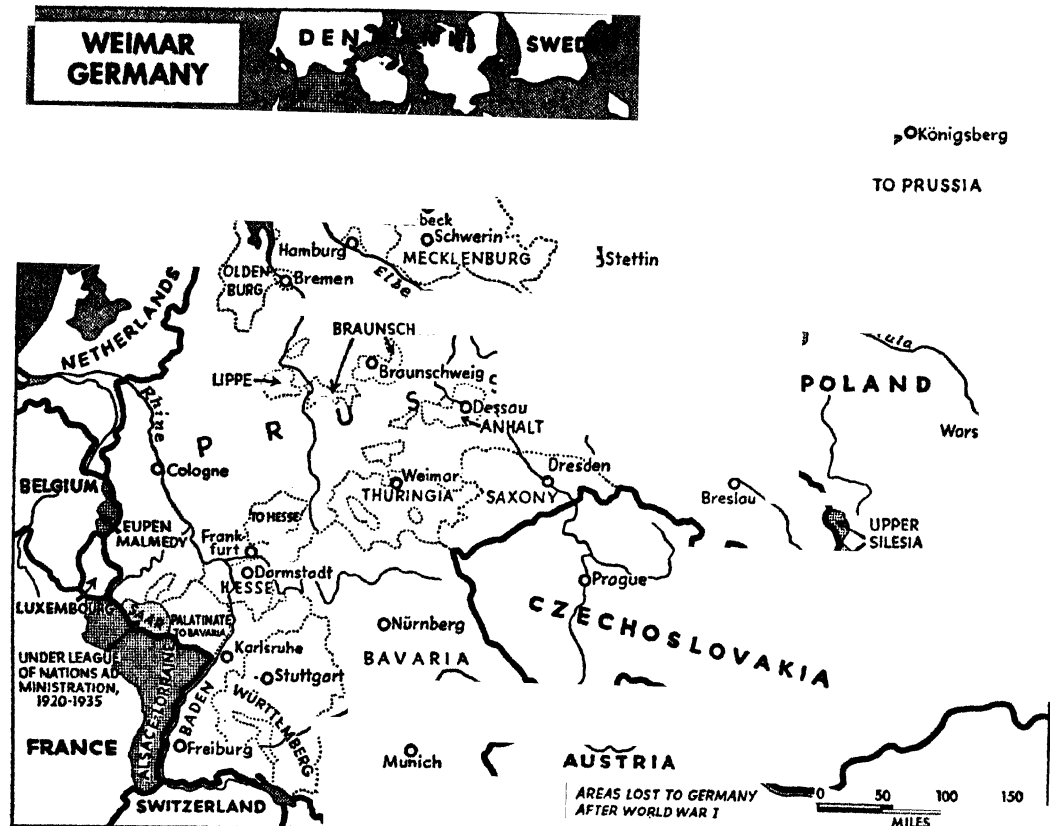 WEIMAR
GERMANY
DEN
SWED
Königsberg
TO PRUSSIA
beck
Schwerin
Hamburg
MECKLENBURG
Stettin
OLDEN-
BURG
Bremen
Elbe
NETHERLANDS
BRAUNSCH
Braunschweig
LIPPE
POLAND
Dessau
ANHALT
Rhine
P R U S
Wars
Cologne
Weimar
THURINGIA
Dresden
SAXONY
Breslau
BELGIUM
TO HESSE
EUPEN
MALMEDY
UPPER
SILESIA
Frank-
furt
Darmstadt
HESSE
Prague
LUXEMBOURG
SAAR
PALATINATE
TO BAVARIA
CZECHOSLOVAKIA
Nürnberg
BAVARIA
Karlsruhe
UNDER LEAGUE
OF NATIONS AD
MINISTRATION,
1920-1935
ALSACE-LORRAINE
Stuttgart
BADEN
WÜRTTEMBERG
FRANCE
Freiburg
Munich
AUSTRIA
SWITZERLAND
AREAS LOST TO GERMANY
AFTER WORLD WAR I
0 50 100 150
MILES